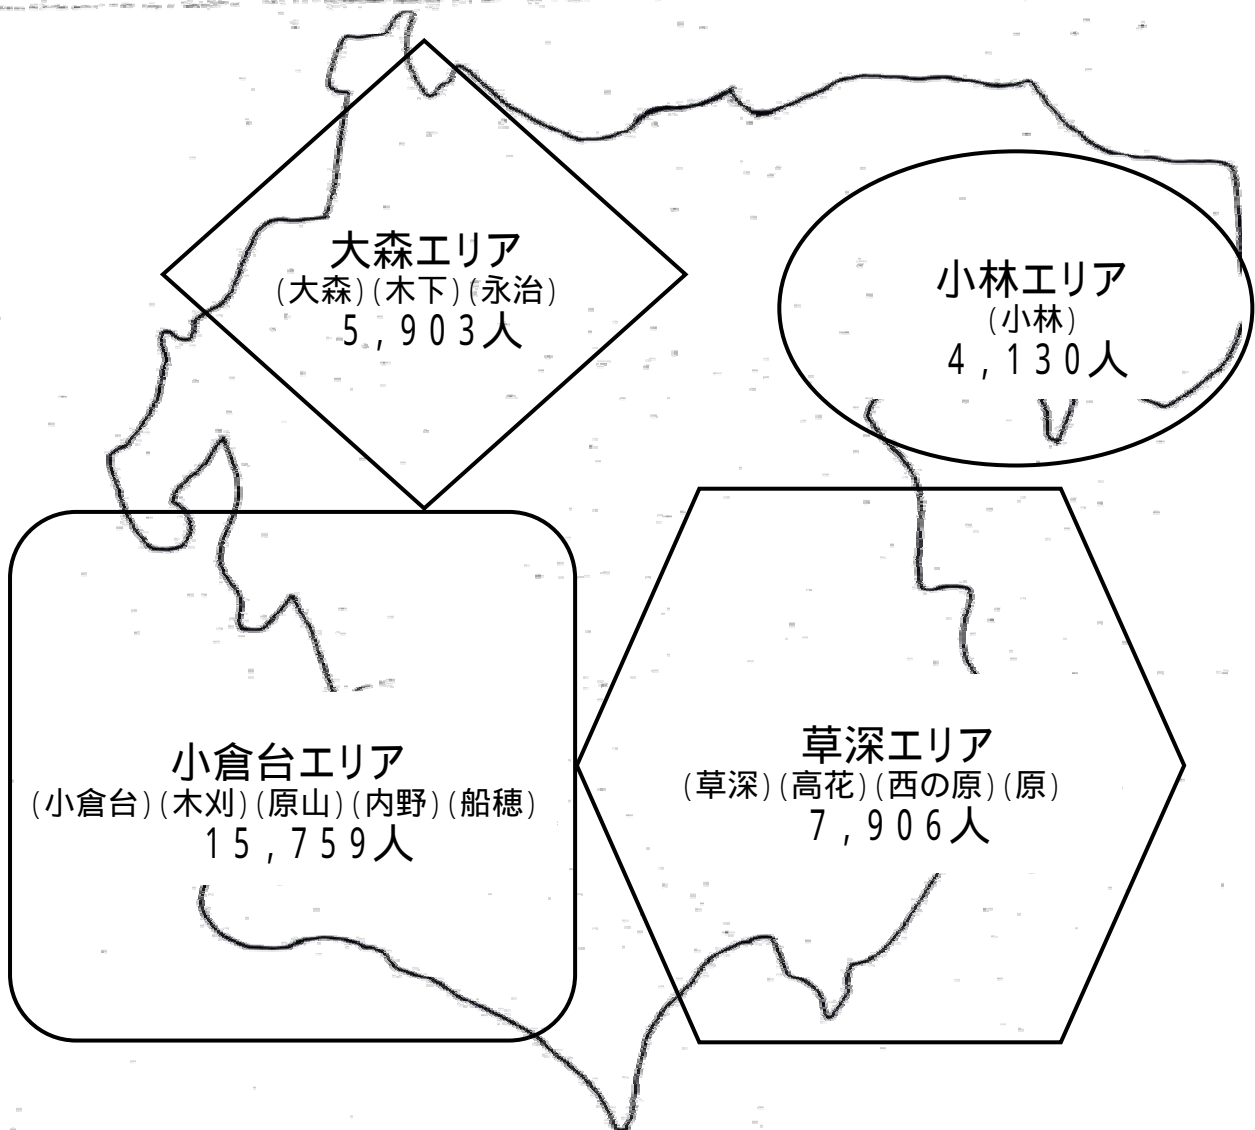 大森エリア
(大森)(木下)(永治)
5,903人
小林エリア
(小林)
4,130人
小倉台エリア
(小倉台)(木刈)(原山)(内野)(船穂)
15,759人
草深エリア
(草深)(高花)(西の原)(原)
7,906人